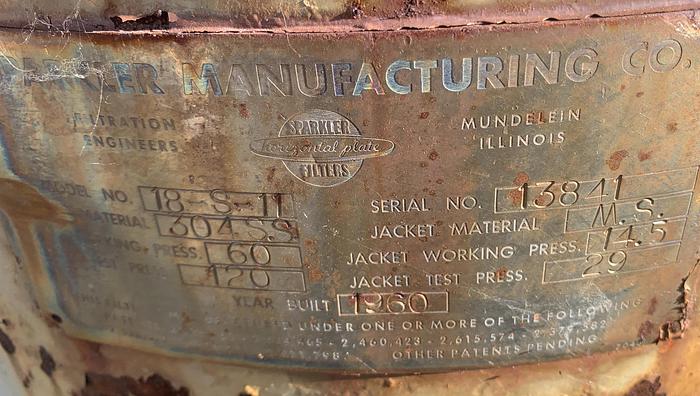 MANUFACTURING CO.
FILTRATION
ENGINEERS
SPARKLER
horizontal plate
FILTERS
MUNDELEIN
ILLINOIS
MODEL NO. 18-S-11
SERIAL NO. 13841
MATERIAL 304 S.S
JACKET MATERIAL M.S.
PRESS. 60
JACKET WORKING PRESS. 14.5
120
JACKET TEST PRESS. 29
YEAR BUILT 1960
UNDER ONE OR MORE OF THE FOLLOWING
2,460,423 - 2,615,574
OTHER PATENTS PENDING